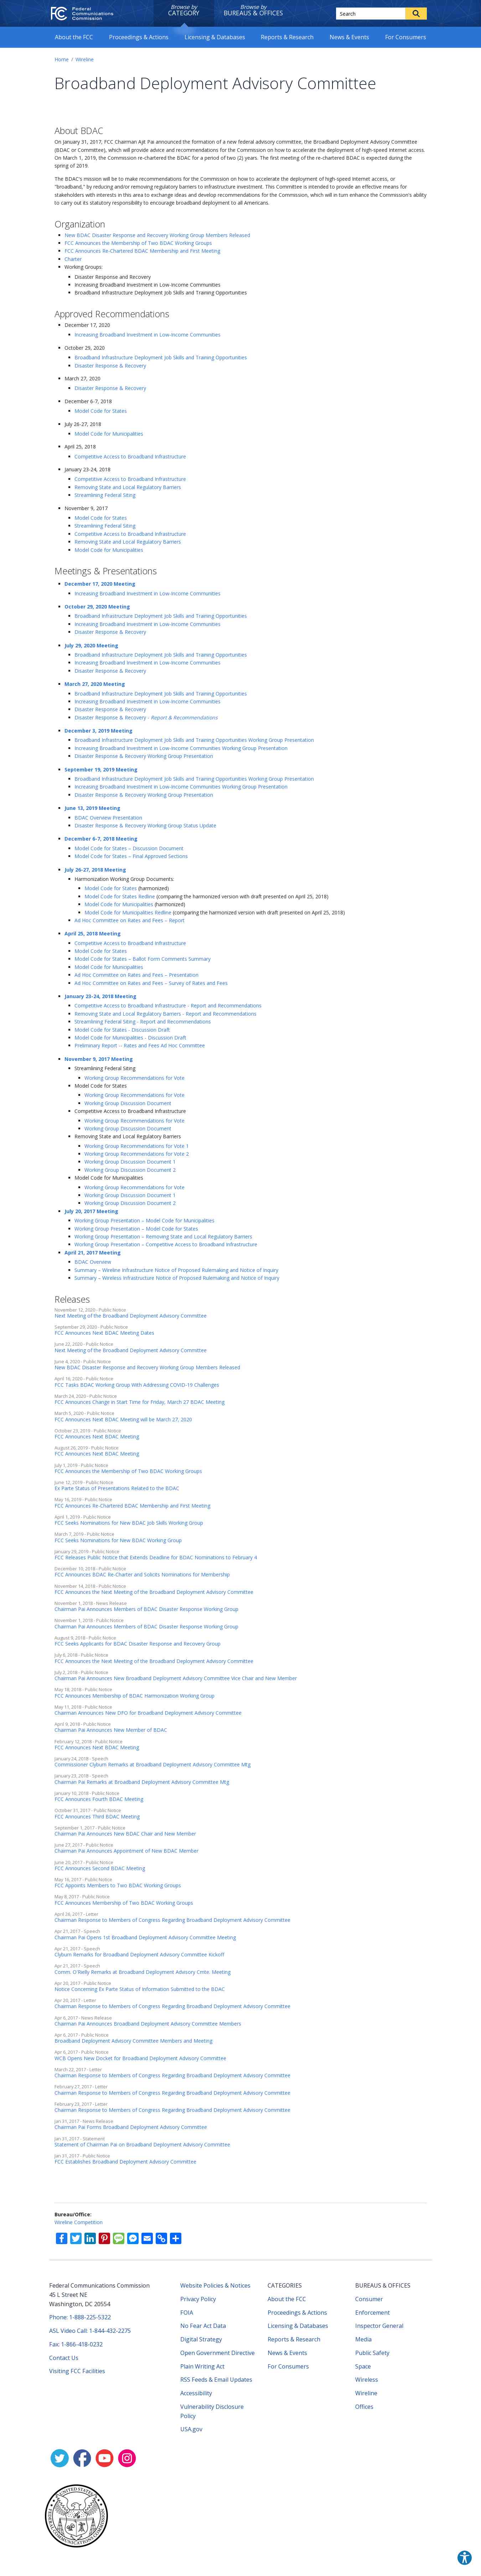 FCC Federal Communications Commission
Browse by CATEGORY
Browse by BUREAUS & OFFICES
Search
About the FCC
Proceedings & Actions
Licensing & Databases
Reports & Research
News & Events
For Consumers
Home / Wireline
Broadband Deployment Advisory Committee
About BDAC
On January 31, 2017, FCC Chairman Ajit Pai announced the formation of a new federal advisory committee, the Broadband Deployment Advisory Committee
(BDAC or Committee), which will provide advice and recommendations for the Commission on how to accelerate the deployment of high-speed Internet access.
On March 1, 2019, the Commission re-chartered the BDAC for a period of two (2) years. The first meeting of the re-chartered BDAC is expected during the
spring of 2019.
The BDAC's mission will be to make recommendations for the Commission on how to accelerate the deployment of high-speed Internet access, or
"broadband," by reducing and/or removing regulatory barriers to infrastructure investment. This Committee is intended to provide an effective means for
stakeholders with interests in this area to exchange ideas and develop recommendations for the Commission, which will in turn enhance the Commission's ability
to carry out its statutory responsibility to encourage broadband deployment to all Americans.
Organization
New BDAC Disaster Response and Recovery Working Group Members Released
FCC Announces the Membership of Two BDAC Working Groups
FCC Announces Re-Chartered BDAC Membership and First Meeting
Charter
Working Groups:
Disaster Response and Recovery
Increasing Broadband Investment in Low-Income Communities
Broadband Infrastructure Deployment Job Skills and Training Opportunities
Approved Recommendations
December 17, 2020
Increasing Broadband Investment in Low-Income Communities
October 29, 2020
Broadband Infrastructure Deployment Job Skills and Training Opportunities
Disaster Response & Recovery
March 27, 2020
Disaster Response & Recovery
December 6-7, 2018
Model Code for States
July 26-27, 2018
Model Code for Municipalities
April 25, 2018
Competitive Access to Broadband Infrastructure
January 23-24, 2018
Competitive Access to Broadband Infrastructure
Removing State and Local Regulatory Barriers
Streamlining Federal Siting
November 9, 2017
Model Code for States
Streamlining Federal Siting
Competitive Access to Broadband Infrastructure
Removing State and Local Regulatory Barriers
Model Code for Municipalities
Meetings & Presentations
December 17, 2020 Meeting
Increasing Broadband Investment in Low-Income Communities
October 29, 2020 Meeting
Broadband Infrastructure Deployment Job Skills and Training Opportunities
Increasing Broadband Investment in Low-Income Communities
Disaster Response & Recovery
July 29, 2020 Meeting
Broadband Infrastructure Deployment Job Skills and Training Opportunities
Increasing Broadband Investment in Low-Income Communities
Disaster Response & Recovery
March 27, 2020 Meeting
Broadband Infrastructure Deployment Job Skills and Training Opportunities
Increasing Broadband Investment in Low-Income Communities
Disaster Response & Recovery
Disaster Response & Recovery - Report & Recommendations
December 3, 2019 Meeting
Broadband Infrastructure Deployment Job Skills and Training Opportunities Working Group Presentation
Increasing Broadband Investment in Low-Income Communities Working Group Presentation
Disaster Response & Recovery Working Group Presentation
September 19, 2019 Meeting
Broadband Infrastructure Deployment Job Skills and Training Opportunities Working Group Presentation
Increasing Broadband Investment in Low-Income Communities Working Group Presentation
Disaster Response & Recovery Working Group Presentation
June 13, 2019 Meeting
BDAC Overview Presentation
Disaster Response & Recovery Working Group Status Update
December 6-7, 2018 Meeting
Model Code for States – Discussion Document
Model Code for States – Final Approved Sections
July 26-27, 2018 Meeting
Harmonization Working Group Documents:
Model Code for States (harmonized)
Model Code for States Redline (comparing the harmonized version with draft presented on April 25, 2018)
Model Code for Municipalities (harmonized)
Model Code for Municipalities Redline (comparing the harmonized version with draft presented on April 25, 2018)
Ad Hoc Committee on Rates and Fees – Report
April 25, 2018 Meeting
Competitive Access to Broadband Infrastructure
Model Code for States
Model Code for States – Ballot Form Comments Summary
Model Code for Municipalities
Ad Hoc Committee on Rates and Fees – Presentation
Ad Hoc Committee on Rates and Fees – Survey of Rates and Fees
January 23-24, 2018 Meeting
Competitive Access to Broadband Infrastructure - Report and Recommendations
Removing State and Local Regulatory Barriers - Report and Recommendations
Streamlining Federal Siting - Report and Recommendations
Model Code for States - Discussion Draft
Model Code for Municipalities - Discussion Draft
Preliminary Report -- Rates and Fees Ad Hoc Committee
November 9, 2017 Meeting
Streamlining Federal Siting
Working Group Recommendations for Vote
Model Code for States
Working Group Recommendations for Vote
Working Group Discussion Document
Competitive Access to Broadband Infrastructure
Working Group Recommendations for Vote
Working Group Discussion Document
Removing State and Local Regulatory Barriers
Working Group Recommendations for Vote 1
Working Group Recommendations for Vote 2
Working Group Discussion Document 1
Working Group Discussion Document 2
Model Code for Municipalities
Working Group Recommendations for Vote
Working Group Discussion Document 1
Working Group Discussion Document 2
July 20, 2017 Meeting
Working Group Presentation – Model Code for Municipalities
Working Group Presentation – Model Code for States
Working Group Presentation – Removing State and Local Regulatory Barriers
Working Group Presentation – Competitive Access to Broadband Infrastructure
April 21, 2017 Meeting
BDAC Overview
Summary – Wireline Infrastructure Notice of Proposed Rulemaking and Notice of Inquiry
Summary – Wireless Infrastructure Notice of Proposed Rulemaking and Notice of Inquiry
Releases
November 12, 2020 - Public Notice
Next Meeting of the Broadband Deployment Advisory Committee
September 29, 2020 - Public Notice
FCC Announces Next BDAC Meeting Dates
June 22, 2020 - Public Notice
Next Meeting of the Broadband Deployment Advisory Committee
June 4, 2020 - Public Notice
New BDAC Disaster Response and Recovery Working Group Members Released
April 16, 2020 - Public Notice
FCC Tasks BDAC Working Group With Addressing COVID-19 Challenges
March 24, 2020 - Public Notice
FCC Announces Change in Start Time for Friday, March 27 BDAC Meeting
March 5, 2020 - Public Notice
FCC Announces Next BDAC Meeting will be March 27, 2020
October 23, 2019 - Public Notice
FCC Announces Next BDAC Meeting
August 26, 2019 - Public Notice
FCC Announces Next BDAC Meeting
July 1, 2019 - Public Notice
FCC Announces the Membership of Two BDAC Working Groups
June 12, 2019 - Public Notice
Ex Parte Status of Presentations Related to the BDAC
May 16, 2019 - Public Notice
FCC Announces Re-Chartered BDAC Membership and First Meeting
April 1, 2019 - Public Notice
FCC Seeks Nominations for New BDAC Job Skills Working Group
March 7, 2019 - Public Notice
FCC Seeks Nominations for New BDAC Working Group
January 29, 2019 - Public Notice
FCC Releases Public Notice that Extends Deadline for BDAC Nominations to February 4
December 19, 2018 - Public Notice
FCC Announces BDAC Re-Charter and Solicits Nominations for Membership
November 14, 2018 - Public Notice
FCC Announces the Next Meeting of the Broadband Deployment Advisory Committee
November 1, 2018 - News Release
Chairman Pai Announces Members of BDAC Disaster Response Working Group
November 1, 2018 - Public Notice
Chairman Pai Announces Members of BDAC Disaster Response Working Group
August 9, 2018 - Public Notice
FCC Seeks Applicants for BDAC Disaster Response and Recovery Group
July 6, 2018 - Public Notice
FCC Announces the Next Meeting of the Broadband Deployment Advisory Committee
July 2, 2018 - Public Notice
Chairman Pai Announces New Broadband Deployment Advisory Committee Vice Chair and New Member
May 18, 2018 - Public Notice
FCC Announces Membership of BDAC Harmonization Working Group
May 11, 2018 - Public Notice
Chairman Announces New DFO for Broadband Deployment Advisory Committee
April 9, 2018 - Public Notice
Chairman Pai Announces New Member of BDAC
February 12, 2018 - Public Notice
FCC Announces Next BDAC Meeting
January 24, 2018 - Speech
Commissioner Clyburn Remarks at Broadband Deployment Advisory Committee Mtg
January 23, 2018 - Speech
Chairman Pai Remarks at Broadband Deployment Advisory Committee Mtg
January 10, 2018 - Public Notice
FCC Announces Fourth BDAC Meeting
October 31, 2017 - Public Notice
FCC Announces Third BDAC Meeting
September 1, 2017 - Public Notice
Chairman Pai Announces New BDAC Chair and New Member
June 27, 2017 - Public Notice
Chairman Pai Announces Appointment of New BDAC Member
June 20, 2017 - Public Notice
FCC Announces Second BDAC Meeting
May 16, 2017 - Public Notice
FCC Appoints Members to Two BDAC Working Groups
May 8, 2017 - Public Notice
FCC Announces Membership of Two BDAC Working Groups
April 26, 2017 - Letter
Chairman Response to Members of Congress Regarding Broadband Deployment Advisory Committee
Apr 21, 2017 - Speech
Chairman Pai Opens 1st Broadband Deployment Advisory Committee Meeting
Apr 21, 2017 - Speech
Clyburn Remarks for Broadband Deployment Advisory Committee Kickoff
Apr 21, 2017 - Speech
Comm. O'Rielly Remarks at Broadband Deployment Advisory Cmte. Meeting
Apr 20, 2017 - Public Notice
Notice Concerning Ex Parte Status of Information Submitted to the BDAC
Apr 20, 2017 - Letter
Chairman Response to Members of Congress Regarding Broadband Deployment Advisory Committee
Apr 6, 2017 - News Release
Chairman Pai Announces Broadband Deployment Advisory Committee Members
Apr 6, 2017 - Public Notice
Broadband Deployment Advisory Committee Members and Meeting
Apr 6, 2017 - Public Notice
WCB Opens New Docket for Broadband Deployment Advisory Committee
March 22, 2017 - Letter
Chairman Response to Members of Congress Regarding Broadband Deployment Advisory Committee
February 27, 2017 - Letter
Chairman Response to Members of Congress Regarding Broadband Deployment Advisory Committee
February 23, 2017 - Letter
Chairman Response to Members of Congress Regarding Broadband Deployment Advisory Committee
Jan 31, 2017 - News Release
Chairman Pai Forms Broadband Deployment Advisory Committee
Jan 31, 2017 - Statement
Statement of Chairman Pai on Broadband Deployment Advisory Committee
Jan 31, 2017 - Public Notice
FCC Establishes Broadband Deployment Advisory Committee
Bureau/Office:
Wireline Competition
Federal Communications Commission
45 L Street NE
Washington, DC 20554
Phone: 1-888-225-5322
ASL Video Call: 1-844-432-2275
Fax: 1-866-418-0232
Contact Us
Visiting FCC Facilities
Website Policies & Notices
Privacy Policy
FOIA
No Fear Act Data
Digital Strategy
Open Government Directive
Plain Writing Act
RSS Feeds & Email Updates
Accessibility
Vulnerability Disclosure
Policy
USA.gov
CATEGORIES
About the FCC
Proceedings & Actions
Licensing & Databases
Reports & Research
News & Events
For Consumers
BUREAUS & OFFICES
Consumer
Enforcement
Inspector General
Media
Public Safety
Space
Wireless
Wireline
Offices